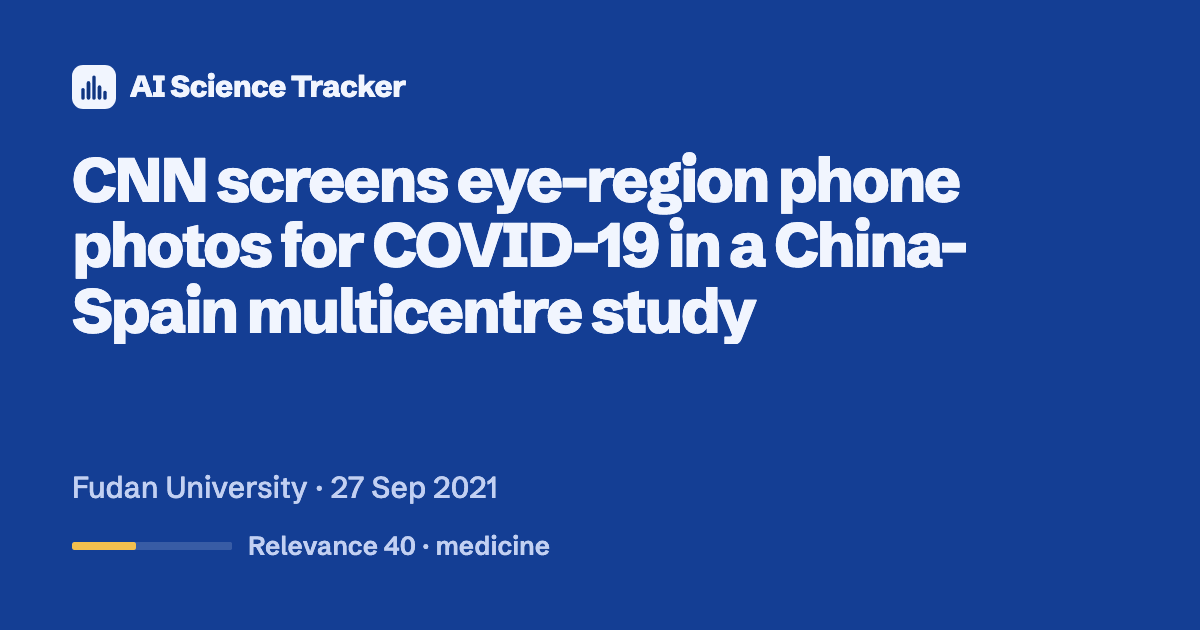 AI Science Tracker
CNN screens eye-region phone
photos for COVID-19 in a China-
Spain multicentre study
Fudan University · 27 Sep 2021
Relevance 40 · medicine